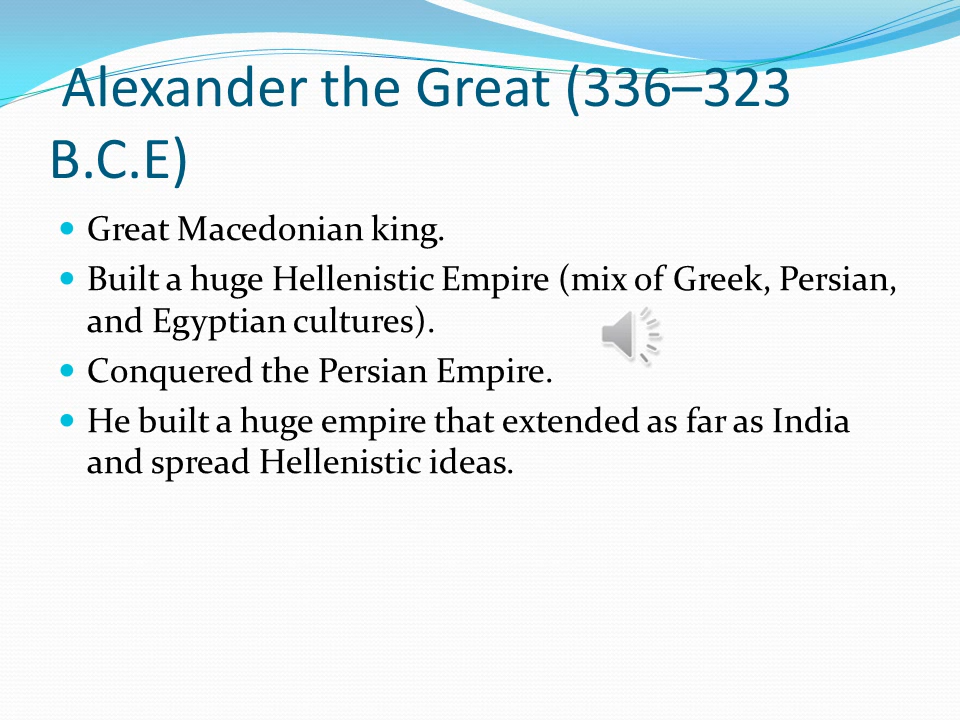 Alexander the Great (336–323
B.C.E)
Great Macedonian king.
Built a huge Hellenistic Empire (mix of Greek, Persian,
and Egyptian cultures).
Conquered the Persian Empire.
He built a huge empire that extended as far as India
and spread Hellenistic ideas.